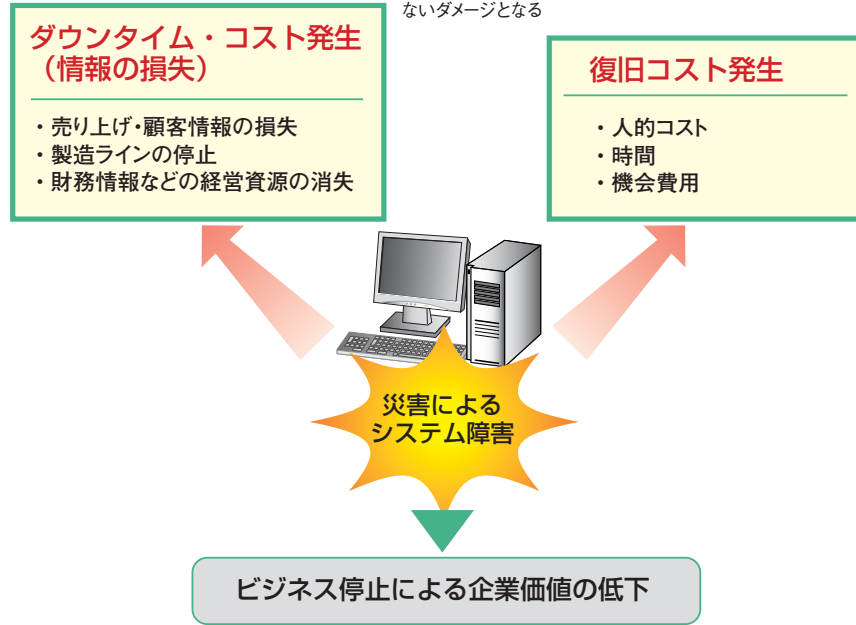 ないダメージとなる
ダウンタイム・コスト発生
（情報の損失）
・売り上げ・顧客情報の損失
・製造ラインの停止
・財務情報などの経営資源の消失
復旧コスト発生
・人的コスト
・時間
・機会費用
災害による
システム障害
ビジネス停止による企業価値の低下